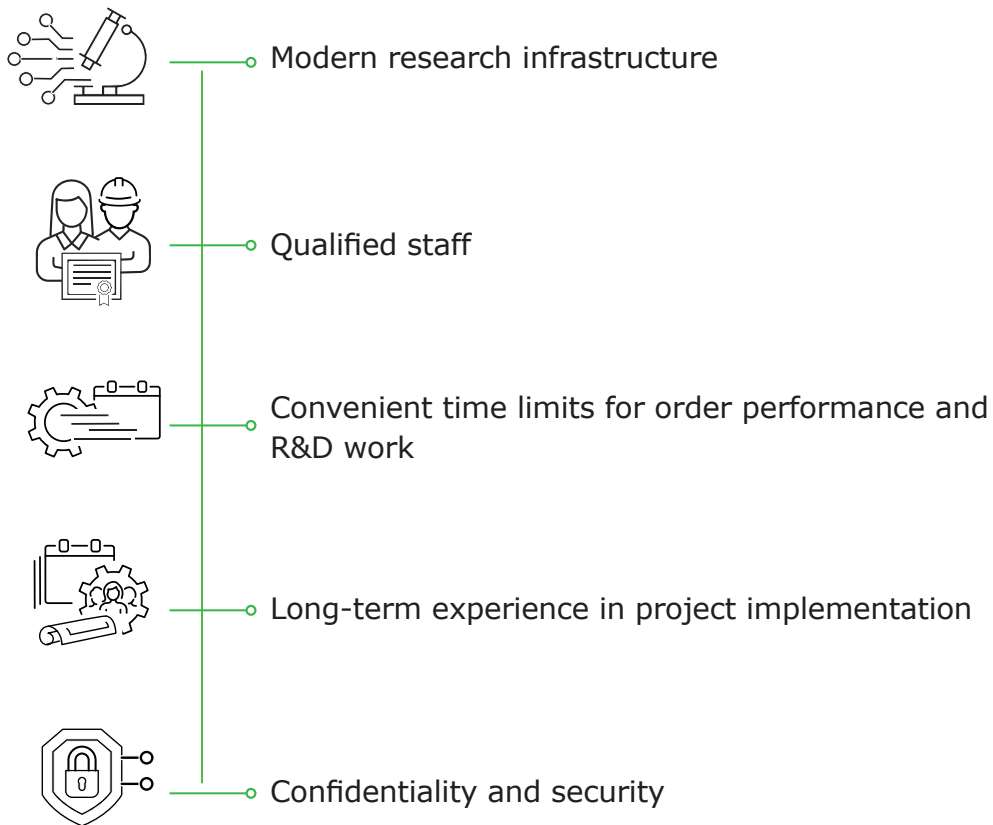 Modern research infrastructure
Qualified staff
Convenient time limits for order performance and
R&D work
Long-term experience in project implementation
Confidentiality and security